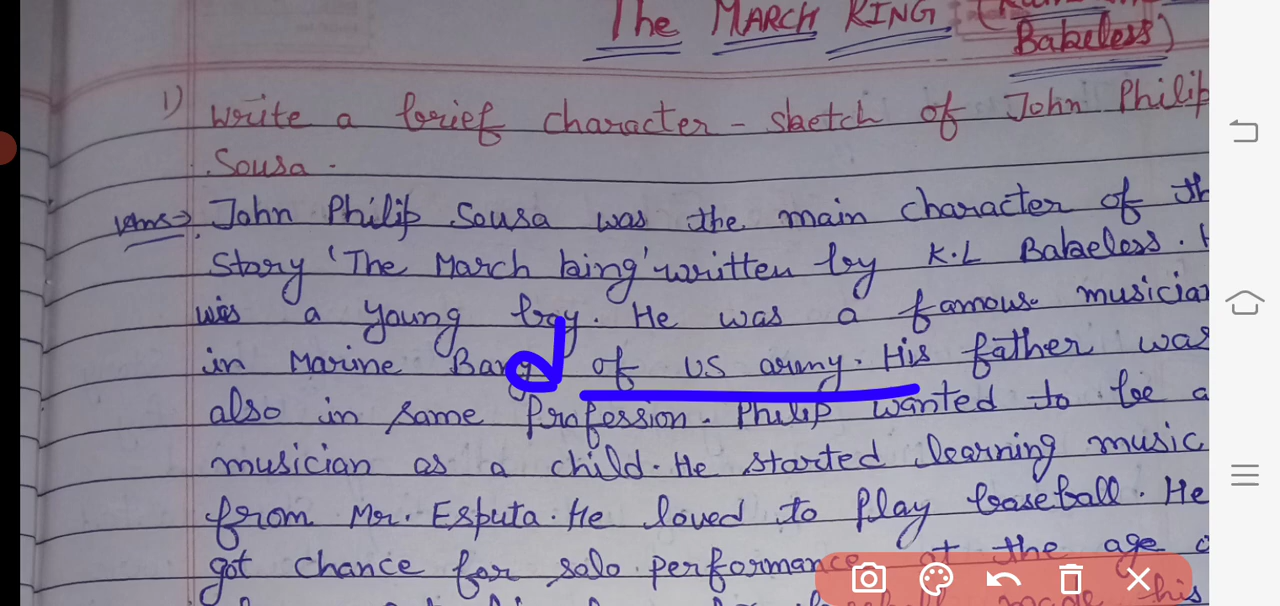 The MARCH KING (
Babeless)
1) Write a brief character - sketch of John Philip
Sousa.
Ans→ John Philip Sousa was the main character of th
Story 'The March king' written by K.L Babeless. H
was a young boy. He was a famous musician
in Marine Band of US army. His father was
also in same profession. Philip wanted to be a
musician as a child. He started learning music
from Mr. Esputa. He loved to play baseball. He
got chance for solo performance at the age o
made his